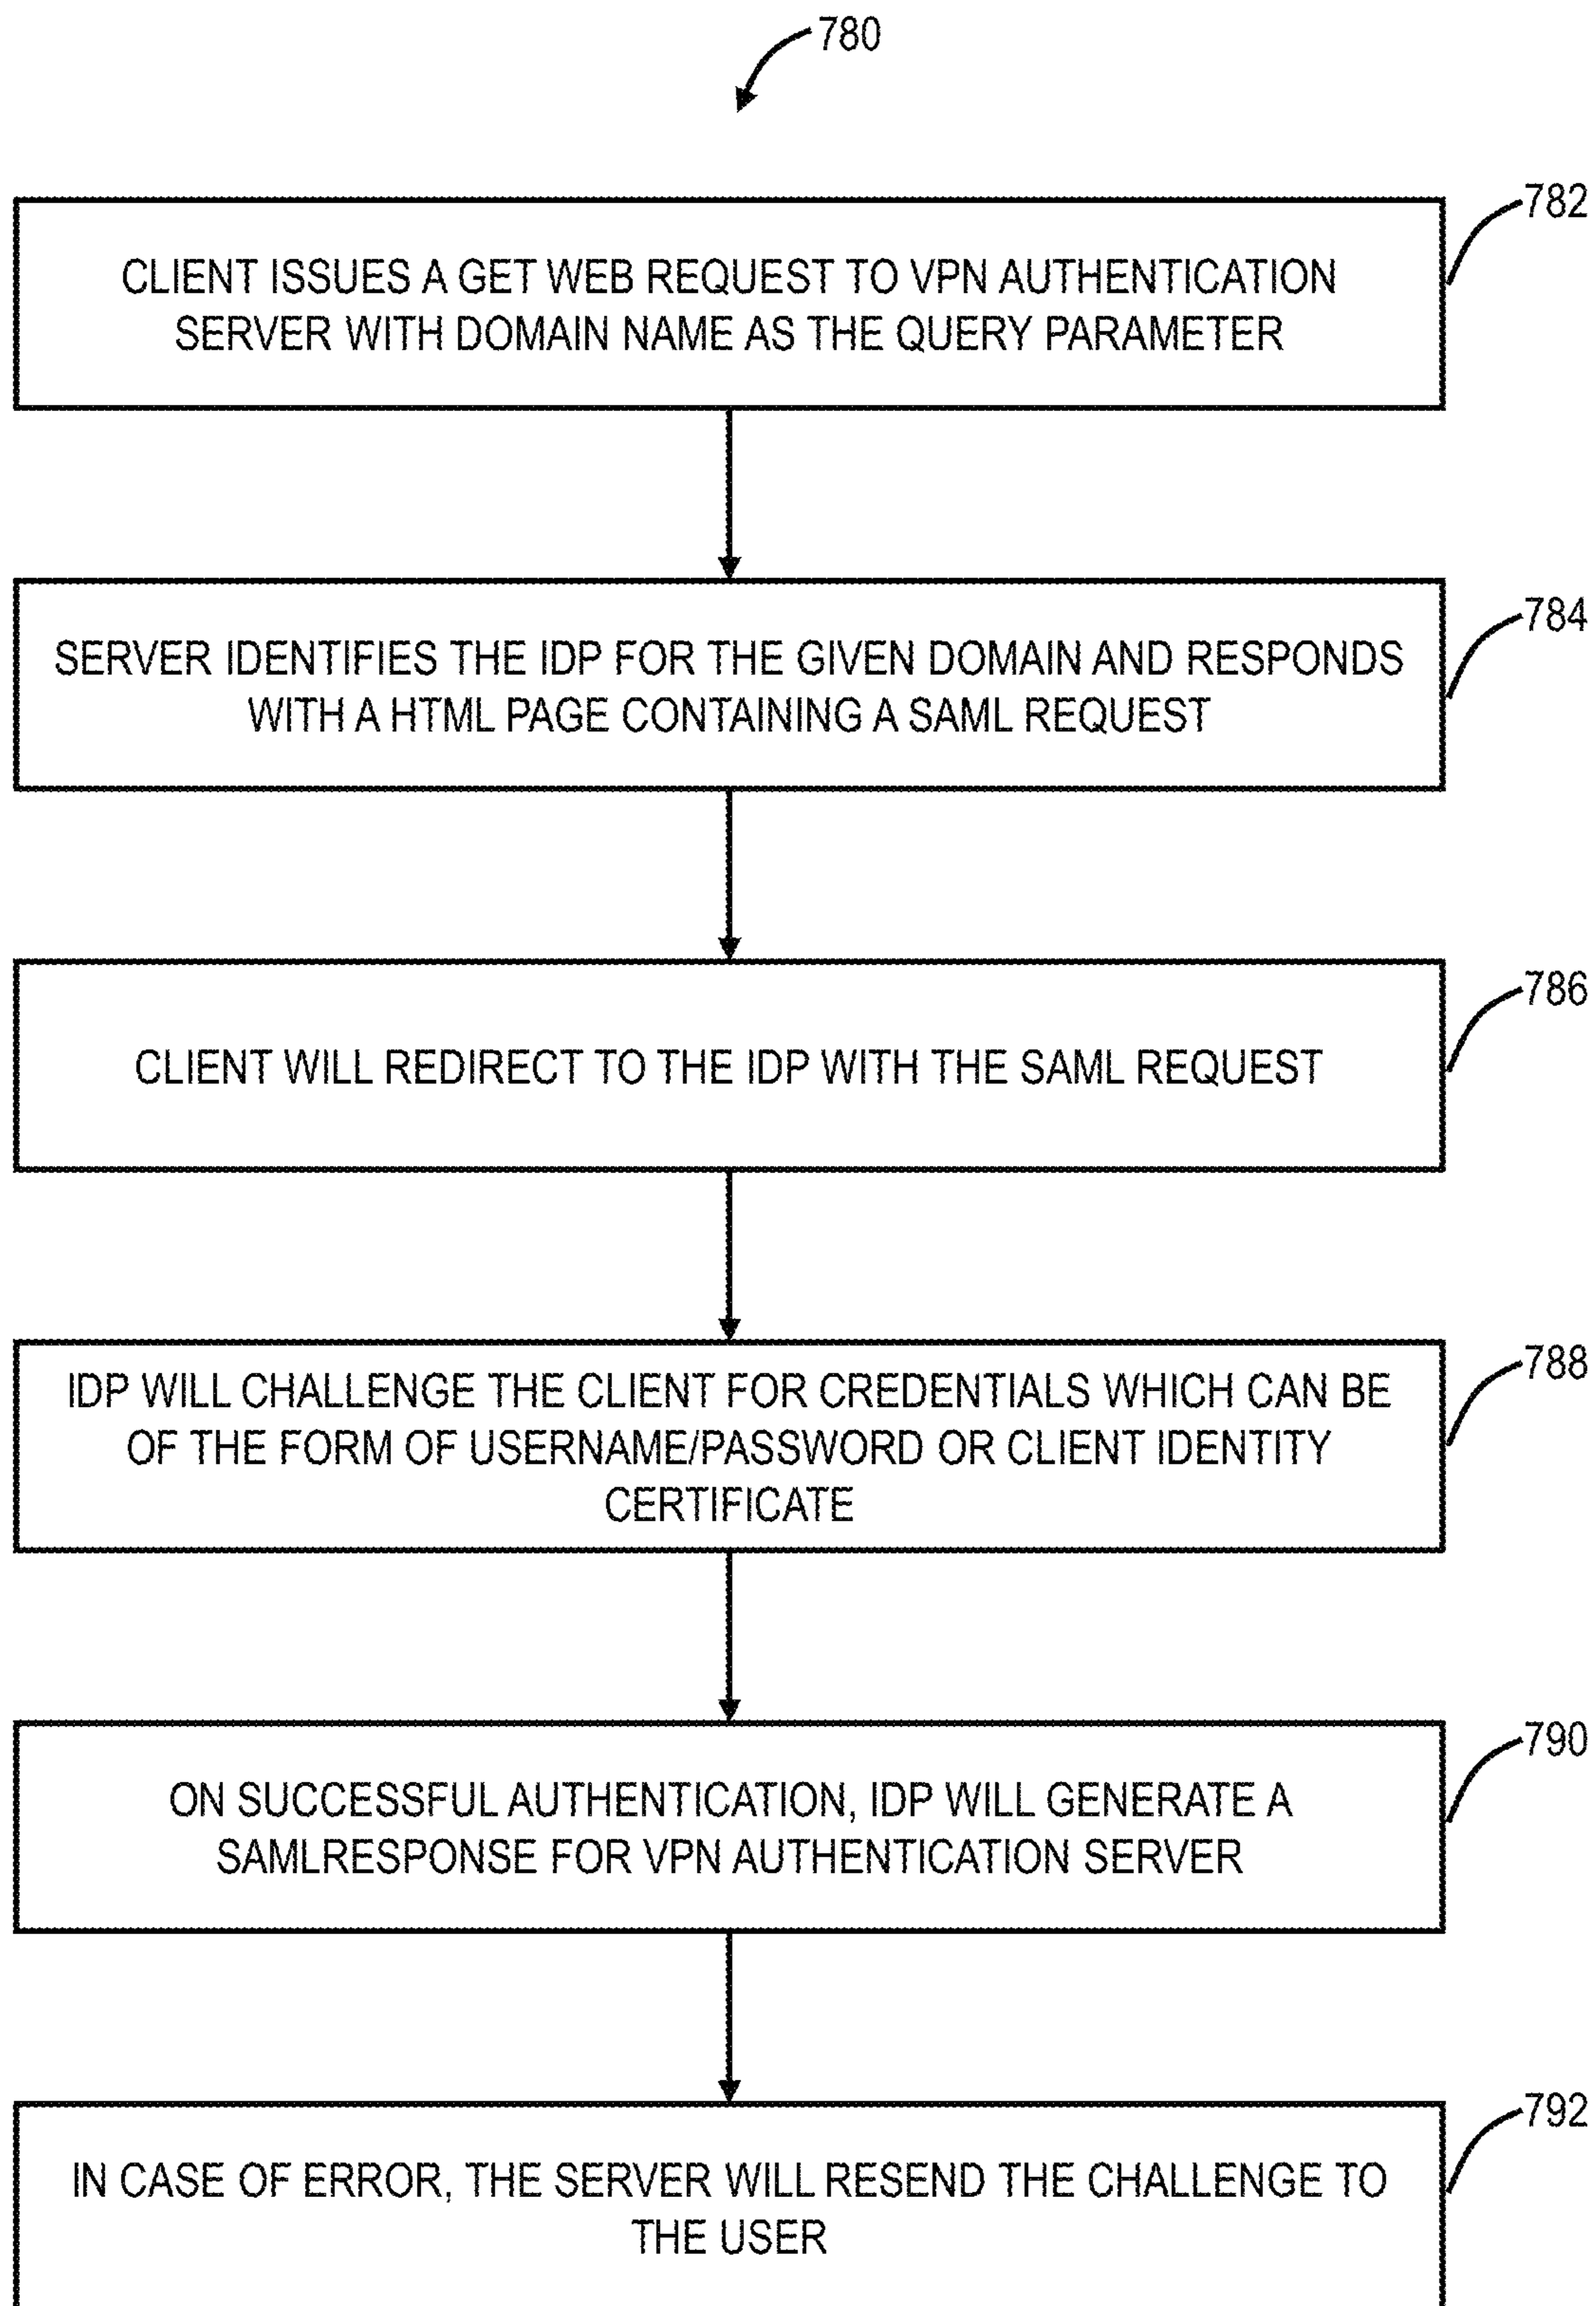 780
782
CLIENT ISSUES A GET WEB REQUEST TO VPN AUTHENTICATION
SERVER WITH DOMAIN NAME AS THE QUERY PARAMETER
784
SERVER IDENTIFIES THE IDP FOR THE GIVEN DOMAIN AND RESPONDS
WITH A HTML PAGE CONTAINING A SAML REQUEST
786
CLIENT WILL REDIRECT TO THE IDP WITH THE SAML REQUEST
788
IDP WILL CHALLENGE THE CLIENT FOR CREDENTIALS WHICH CAN BE
OF THE FORM OF USERNAME/PASSWORD OR CLIENT IDENTITY
CERTIFICATE
790
ON SUCCESSFUL AUTHENTICATION, IDP WILL GENERATE A
SAMLRESPONSE FOR VPN AUTHENTICATION SERVER
792
IN CASE OF ERROR, THE SERVER WILL RESEND THE CHALLENGE TO
THE USER